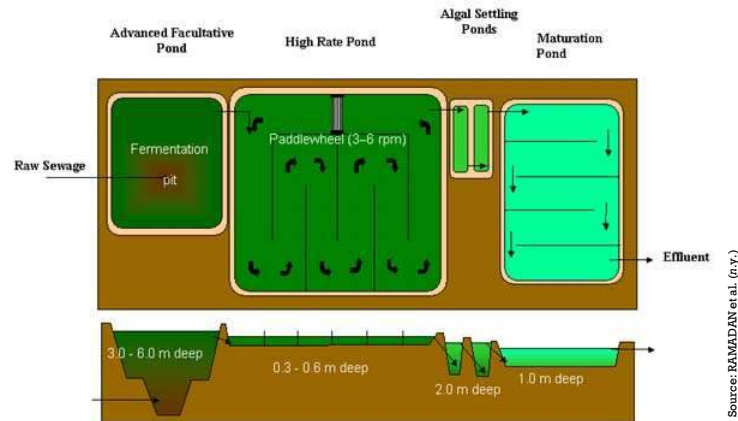 Advanced Facultative
Pond
High Rate Pond
Algal Settling
Ponds
Maturation
Pond
Raw Sewage
Fermentation
pit
Paddlewheel (3–6 rpm)
Effluent
3.0 - 6.0 m deep
0.3 - 0.6 m deep
2.0 m deep
1.0 m deep
Source: RAMADAN et al. (n.y.)